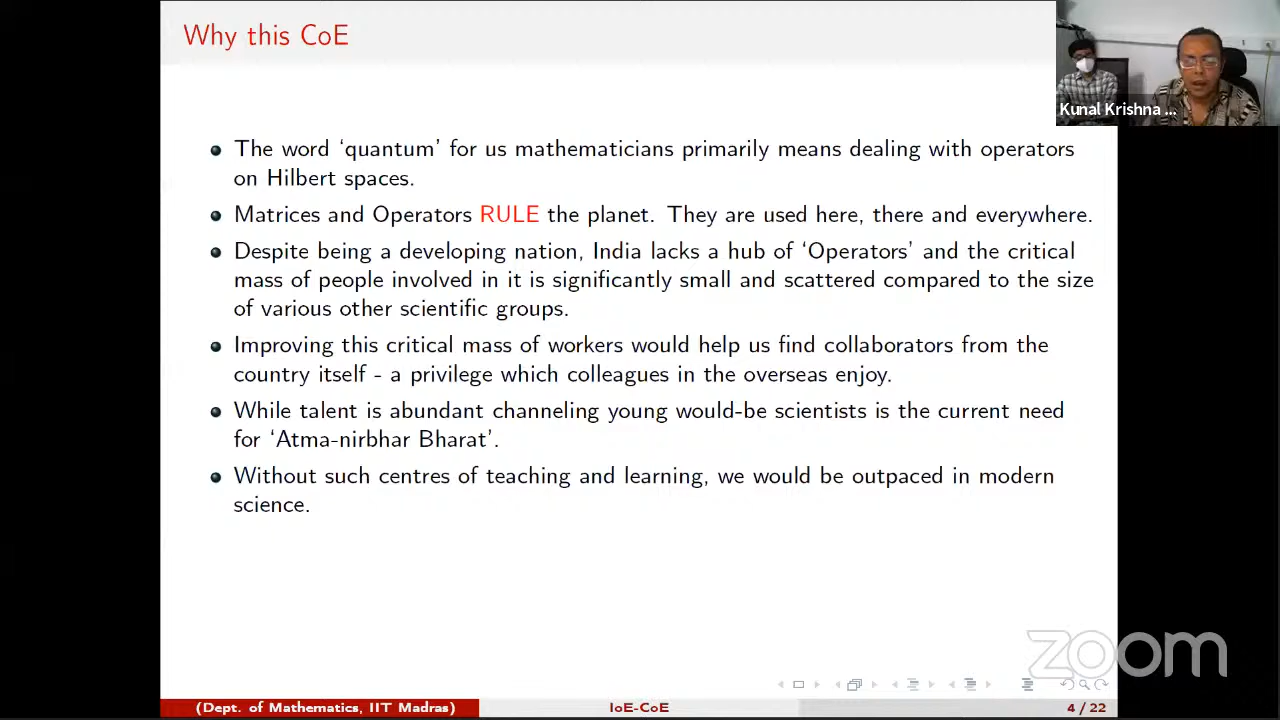 Why this CoE
Kunal Krishna ...
The word ‘quantum’ for us mathematicians primarily means dealing with operators
on Hilbert spaces.
Matrices and Operators RULE the planet. They are used here, there and everywhere.
Despite being a developing nation, India lacks a hub of ‘Operators’ and the critical
mass of people involved in it is significantly small and scattered compared to the size
of various other scientific groups.
Improving this critical mass of workers would help us find collaborators from the
country itself - a privilege which colleagues in the overseas enjoy.
While talent is abundant channeling young would-be scientists is the current need
for ‘Atma-nirbhar Bharat’.
Without such centres of teaching and learning, we would be outpaced in modern
science.
zoom
(Dept. of Mathematics, IIT Madras)
IoE-CoE
4 / 22